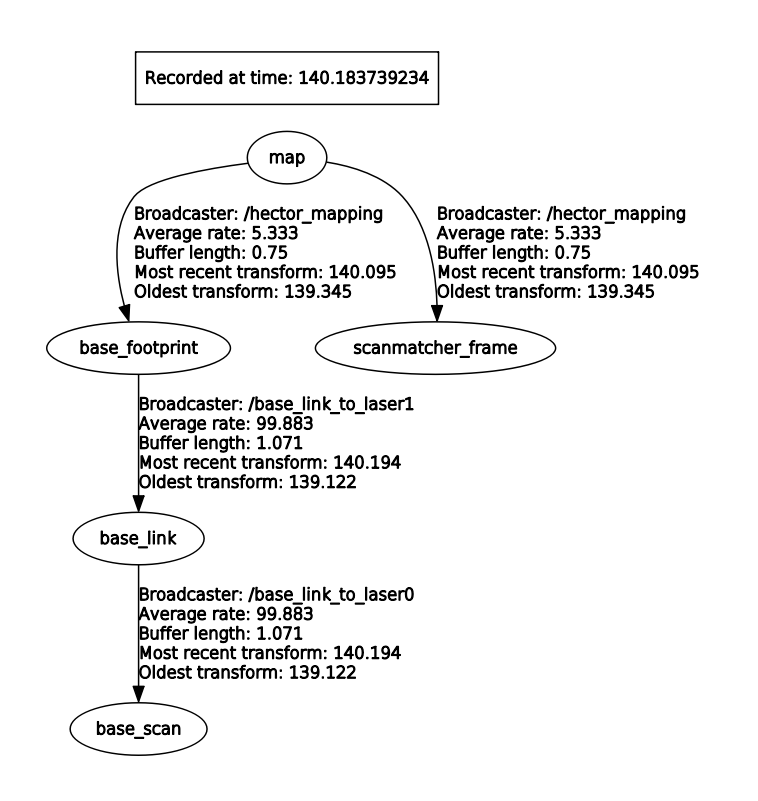 Recorded at time: 140.183739234
map
Broadcaster: /hector_mapping
Average rate: 5.333
Buffer length: 0.75
Most recent transform: 140.095
Oldest transform: 139.345
Broadcaster: /hector_mapping
Average rate: 5.333
Buffer length: 0.75
Most recent transform: 140.095
Oldest transform: 139.345
base_footprint
scanmatcher_frame
Broadcaster: /base_link_to_laser1
Average rate: 99.883
Buffer length: 1.071
Most recent transform: 140.194
Oldest transform: 139.122
base_link
Broadcaster: /base_link_to_laser0
Average rate: 99.883
Buffer length: 1.071
Most recent transform: 140.194
Oldest transform: 139.122
base_scan